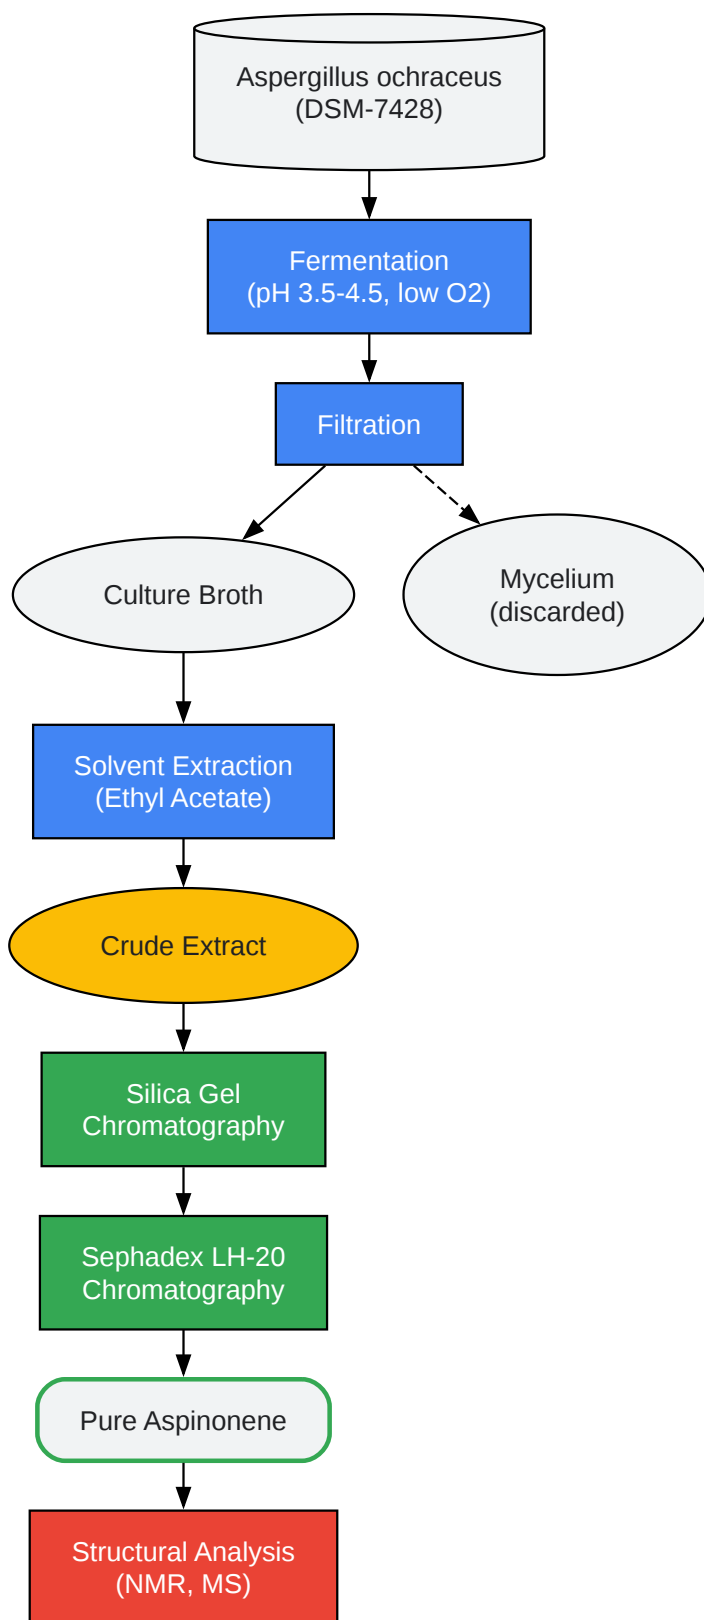 Aspergillus ochraceus
(DSM-7428)
Fermentation
(pH 3.5-4.5, low O2)
Filtration
Culture Broth
Mycelium
(discarded)
Solvent Extraction
(Ethyl Acetate)
Crude Extract
Silica Gel
Chromatography
Sephadex LH-20
Chromatography
Pure Aspinonene
Structural Analysis
(NMR, MS)